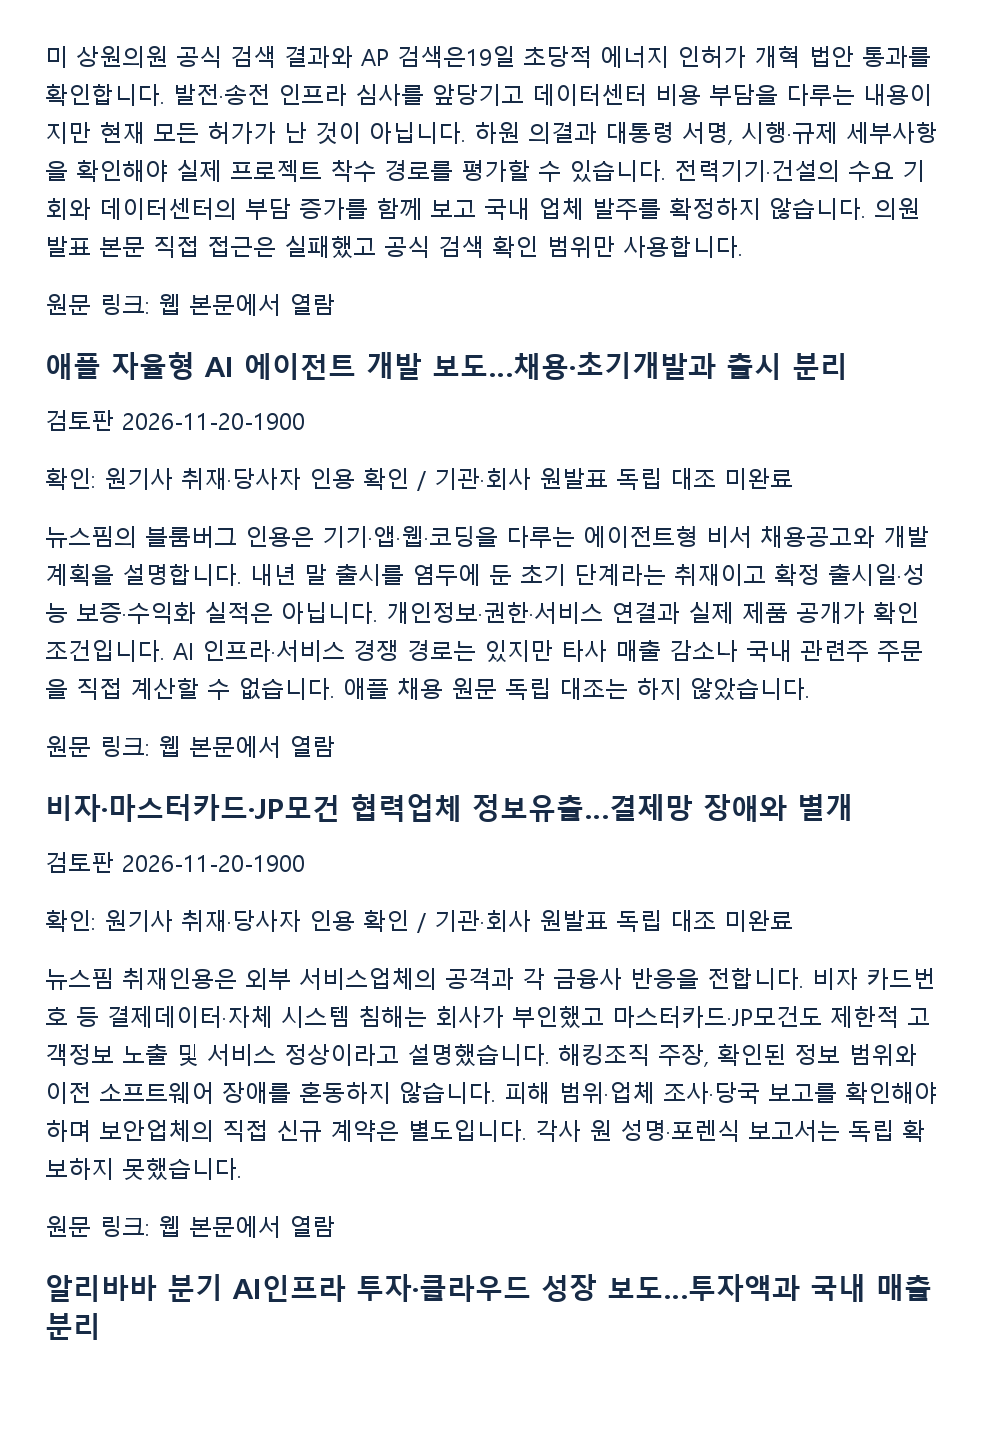 미 상원의원 공식 검색 결과와 AP 검색은19일 초당적 에너지 인허가 개혁 법안 통과를
확인합니다. 발전·송전 인프라 심사를 앞당기고 데이터센터 비용 부담을 다루는 내용이
지만 현재 모든 허가가 난 것이 아닙니다. 하원 의결과 대통령 서명, 시행·규제 세부사항
을 확인해야 실제 프로젝트 착수 경로를 평가할 수 있습니다. 전력기기·건설의 수요 기
회와 데이터센터의 부담 증가를 함께 보고 국내 업체 발주를 확정하지 않습니다. 의원
발표 본문 직접 접근은 실패했고 공식 검색 확인 범위만 사용합니다.
원문 링크: 웹 본문에서 열람
애플 자율형 AI 에이전트 개발 보도...채용·초기개발과 출시 분리
검토판 2026-11-20-1900
확인: 원기사 취재·당사자 인용 확인 / 기관·회사 원발표 독립 대조 미완료
뉴스핌의 블룸버그 인용은 기기·앱·웹·코딩을 다루는 에이전트형 비서 채용공고와 개발
계획을 설명합니다. 내년 말 출시를 염두에 둔 초기 단계라는 취재이고 확정 출시일·성
능 보증·수익화 실적은 아닙니다. 개인정보·권한·서비스 연결과 실제 제품 공개가 확인
조건입니다. AI 인프라·서비스 경쟁 경로는 있지만 타사 매출 감소나 국내 관련주 주문
을 직접 계산할 수 없습니다. 애플 채용 원문 독립 대조는 하지 않았습니다.
원문 링크: 웹 본문에서 열람
비자·마스터카드·JP모건 협력업체 정보유출...결제망 장애와 별개
검토판 2026-11-20-1900
확인: 원기사 취재·당사자 인용 확인 / 기관·회사 원발표 독립 대조 미완료
뉴스핌 취재인용은 외부 서비스업체의 공격과 각 금융사 반응을 전합니다. 비자 카드번
호 등 결제데이터·자체 시스템 침해는 회사가 부인했고 마스터카드·JP모건도 제한적 고
객정보 노출 및 서비스 정상이라고 설명했습니다. 해킹조직 주장, 확인된 정보 범위와
이전 소프트웨어 장애를 혼동하지 않습니다. 피해 범위·업체 조사·당국 보고를 확인해야
하며 보안업체의 직접 신규 계약은 별도입니다. 각사 원 성명·포렌식 보고서는 독립 확
보하지 못했습니다.
원문 링크: 웹 본문에서 열람
알리바바 분기 AI인프라 투자·클라우드 성장 보도...투자액과 국내 매출
분리